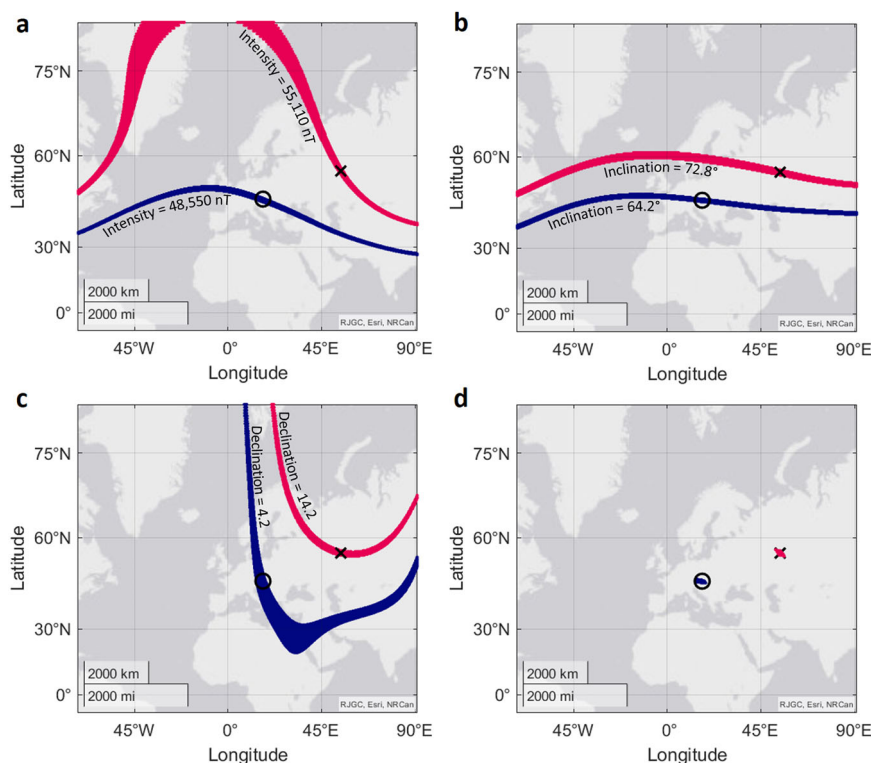 a
Intensity = 55,110 nT
Intensity = 48,550 nT
75°N
60°N
30°N
0°
Latitude
2000 km
2000 mi
RJGC, Esri, NRCan
45°W
0°
45°E
90°E
Longitude
b
Inclination = 72.8°
Inclination = 64.2°
75°N
60°N
30°N
0°
Latitude
2000 km
2000 mi
RJGC, Esri, NRCan
45°W
0°
45°E
90°E
Longitude
c
Declination = 4.2
Declination = 14.2
75°N
60°N
30°N
0°
Latitude
2000 km
2000 mi
RJGC, Esri, NRCan
45°W
0°
45°E
90°E
Longitude
d
75°N
60°N
30°N
0°
Latitude
2000 km
2000 mi
RJGC, Esri, NRCan
45°W
0°
45°E
90°E
Longitude